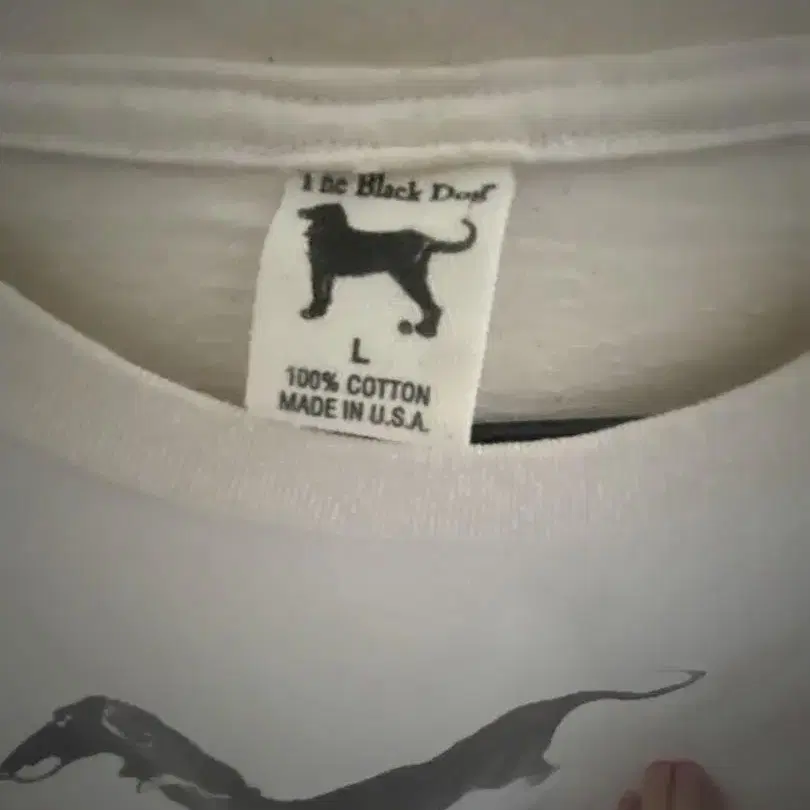 The Black Dog
L
100% COTTON
MADE IN U.S.A.